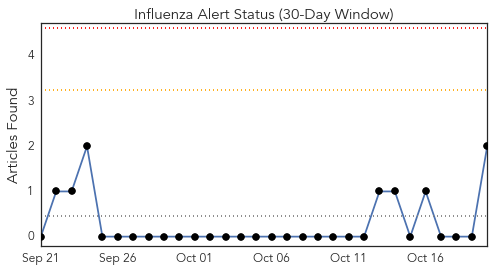 Influenza Alert Status (30-Day Window)
Articles Found
4
3
2
1
0
Sep 21 Sep 26 Oct 01 Oct 06 Oct 11 Oct 16